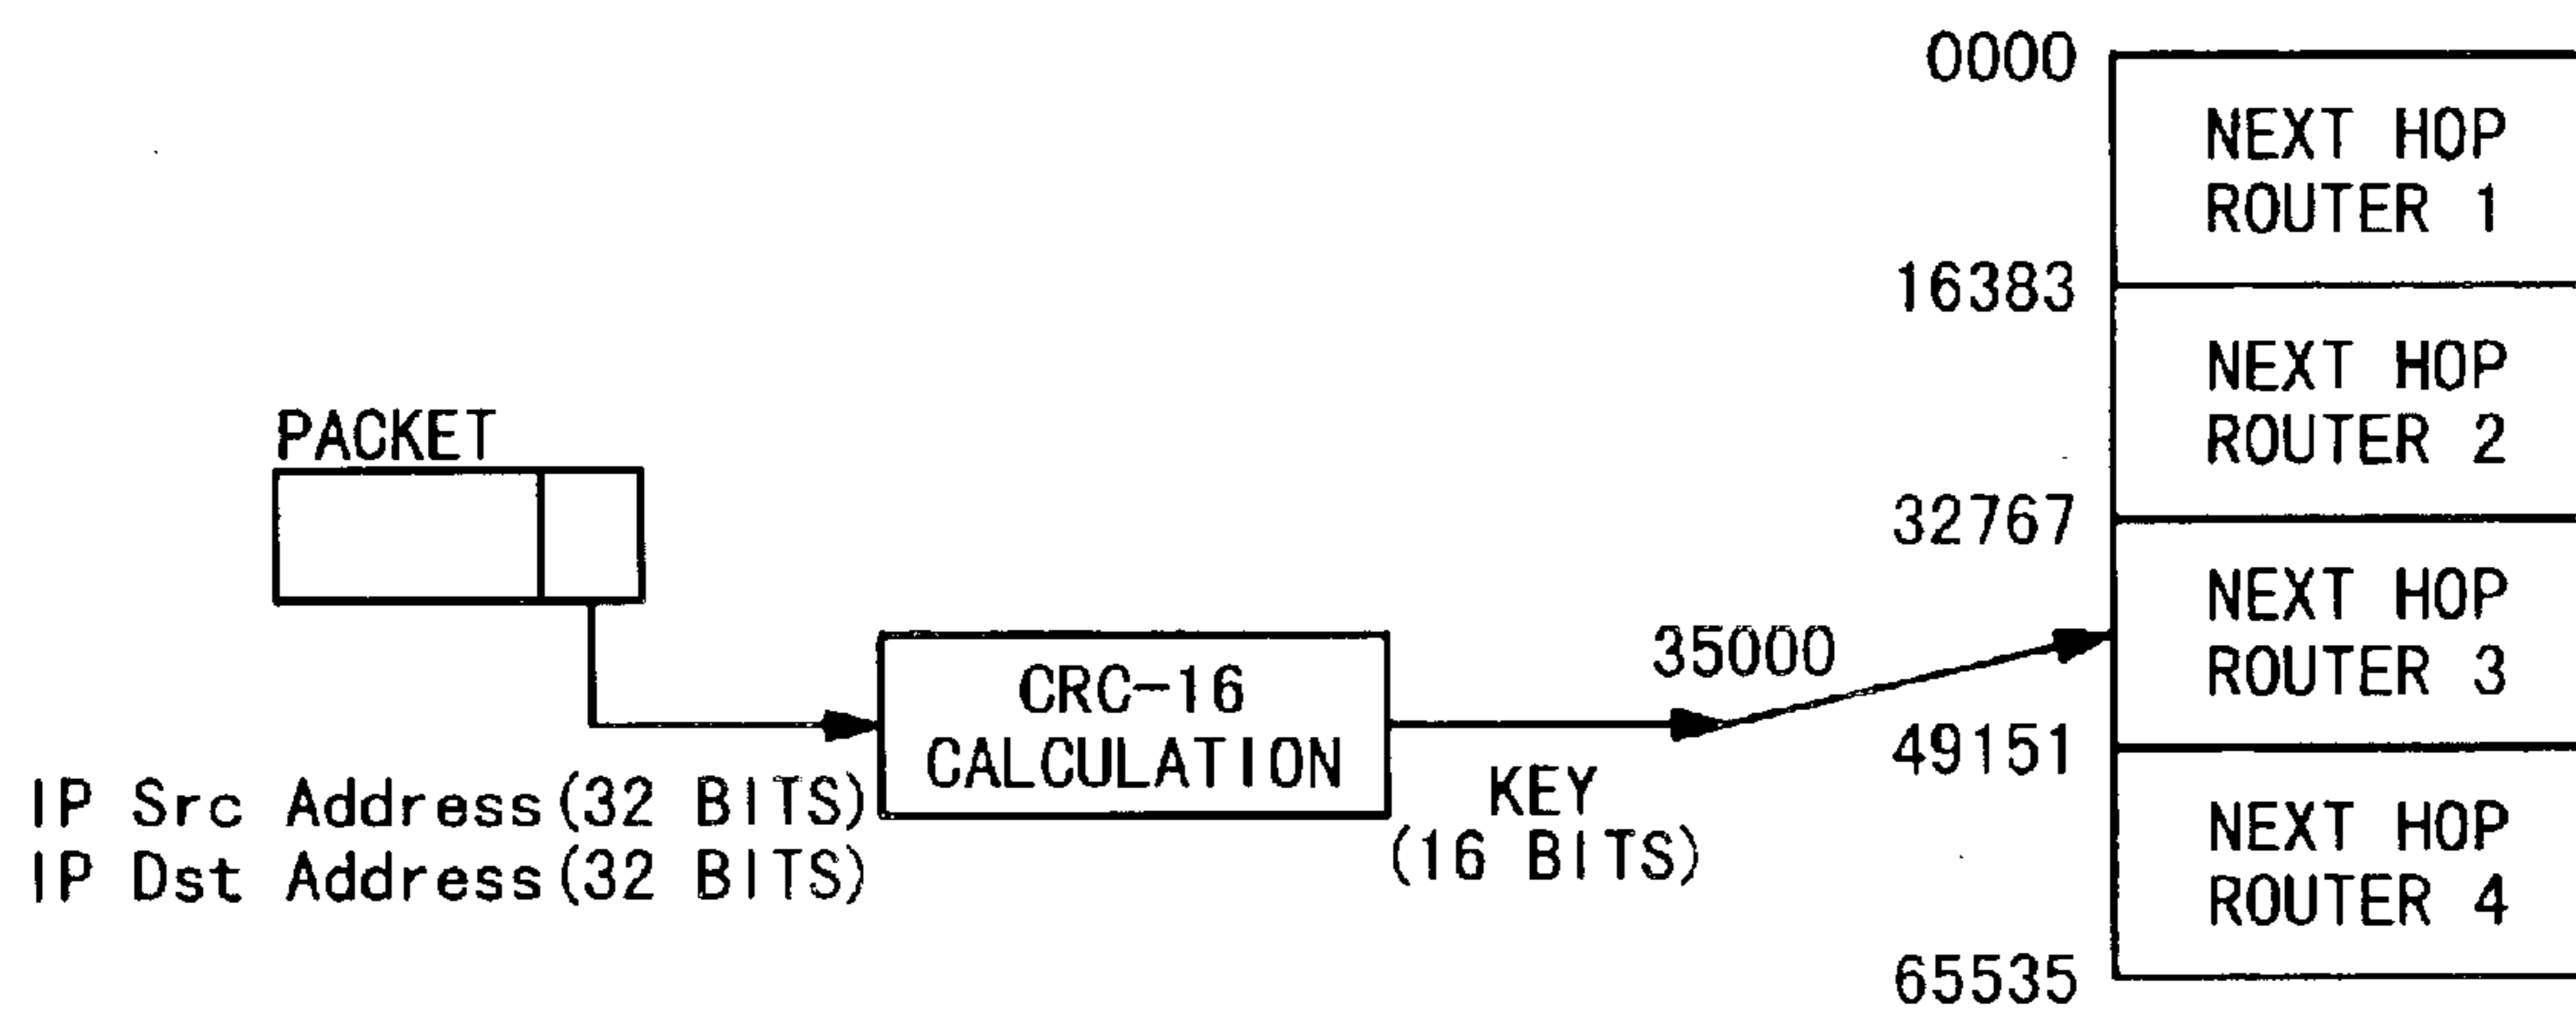 0000
NEXT HOP
ROUTER 1
16383
NEXT HOP
ROUTER 2
32767
PACKET
NEXT HOP
ROUTER 3
35000
CRC-16
CALCULATION
49151
KEY
(16 BITS)
IP Src Address(32 BITS)
IP Dst Address(32 BITS)
NEXT HOP
ROUTER 4
65535